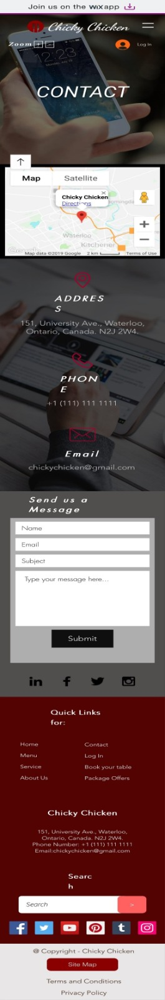 Join us on the WiX app
Chicky Chicken
Zoom + −
Log In
12:23
CONTACT
Map
Satellite
Chicky Chicken
Directions
Waterloo
Kitchener
Google
Map data ©2019 Google
2 km
Terms of Use
ADDRES
S
151, University Ave., Waterloo,
Ontario, Canada. N2J 2W4.
PHON
E
+1 (111) 111 1111
Email
chickychicken@gmail.com
Send us a
Message
Name
Email
Subject
Type your message here...
Submit
Quick Links
for:
Home
Contact
Menu
Log In
Service
Book your table
About Us
Package Offers
Chicky Chicken
151, University Ave., Waterloo,
Ontario, Canada. N2J 2W4.
Phone Number: +1 (111) 111 1111
Email:chickychicken@gmail.com
Searc
h
Search
>
@ Copyright - Chicky Chicken
Site Map
Terms and Conditions
Privacy Policy